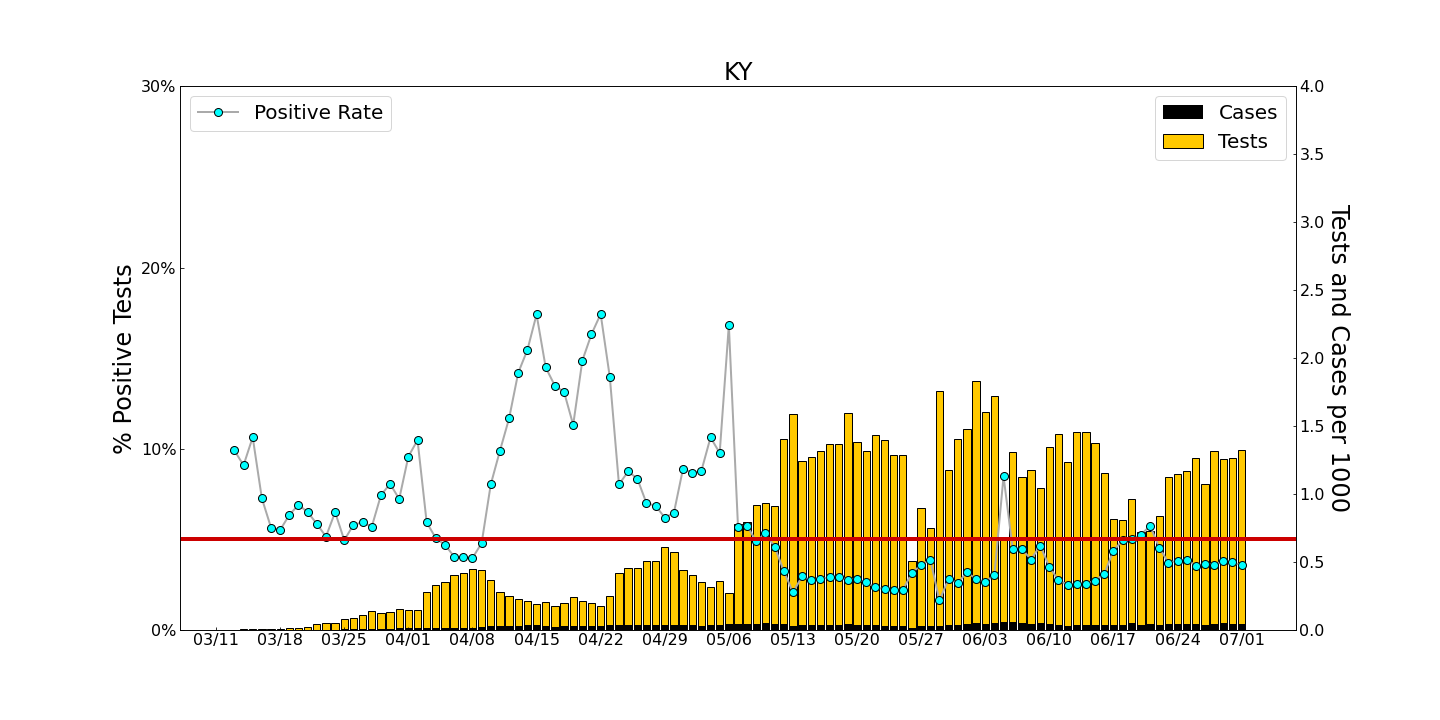 KY
Positive Rate
Cases
Tests
% Positive Tests
30%
20%
10%
0%
Tests and Cases per 1000
4.0
3.5
3.0
2.5
2.0
1.5
1.0
0.5
0.0
03/11 03/18 03/25 04/01 04/08 04/15 04/22 04/29 05/06 05/13 05/20 05/27 06/03 06/10 06/17 06/24 07/01